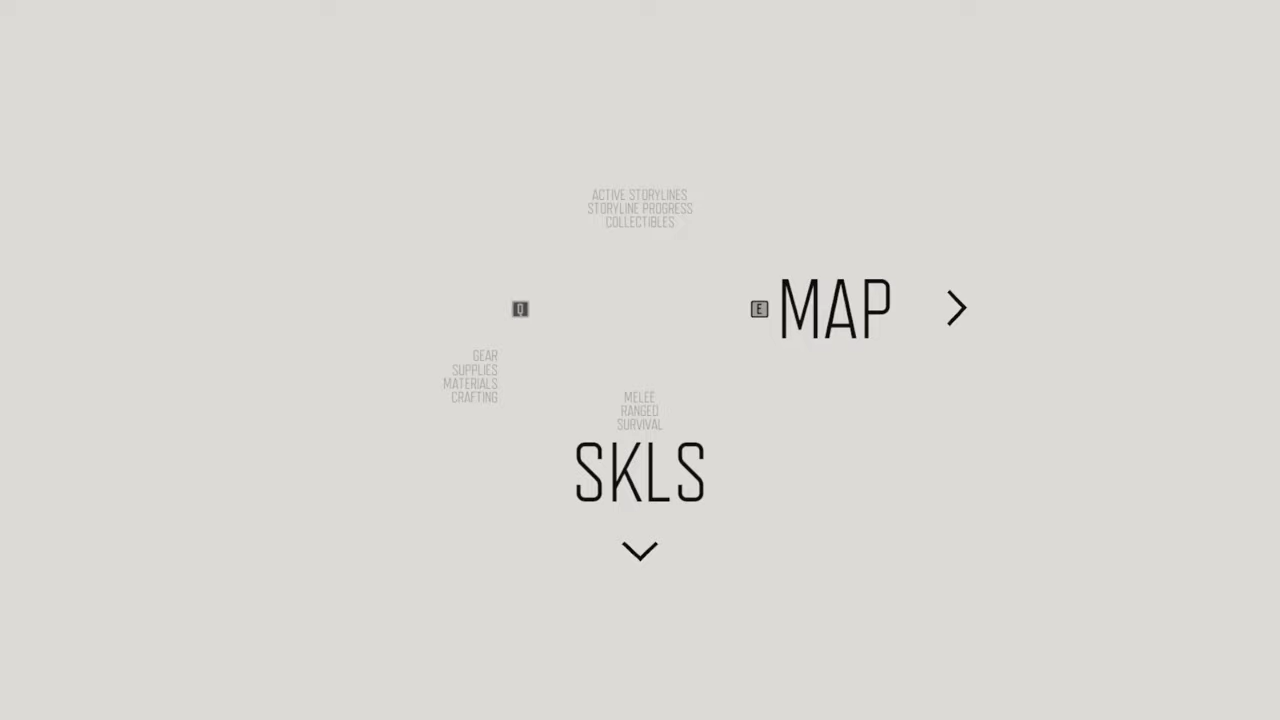 ACTIVE STORYLINES
STORYLINE PROGRESS
COLLECTIBLES
Q
E MAP
GEAR
SUPPLIES
MATERIALS
CRAFTING
MELEE
RANGED
SURVIVAL
SKLS